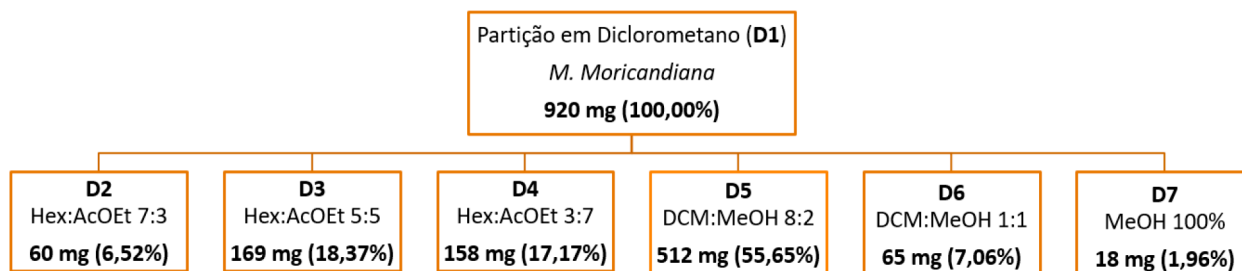 Partição em Diclorometano (D1)
M. Moricandiana
920 mg (100,00%)
D2
Hex:AcOEt 7:3
60 mg (6,52%)
D3
Hex:AcOEt 5:5
169 mg (18,37%)
D4
Hex:AcOEt 3:7
158 mg (17,17%)
D5
DCM:MeOH 8:2
512 mg (55,65%)
D6
DCM:MeOH 1:1
65 mg (7,06%)
D7
MeOH 100%
18 mg (1,96%)